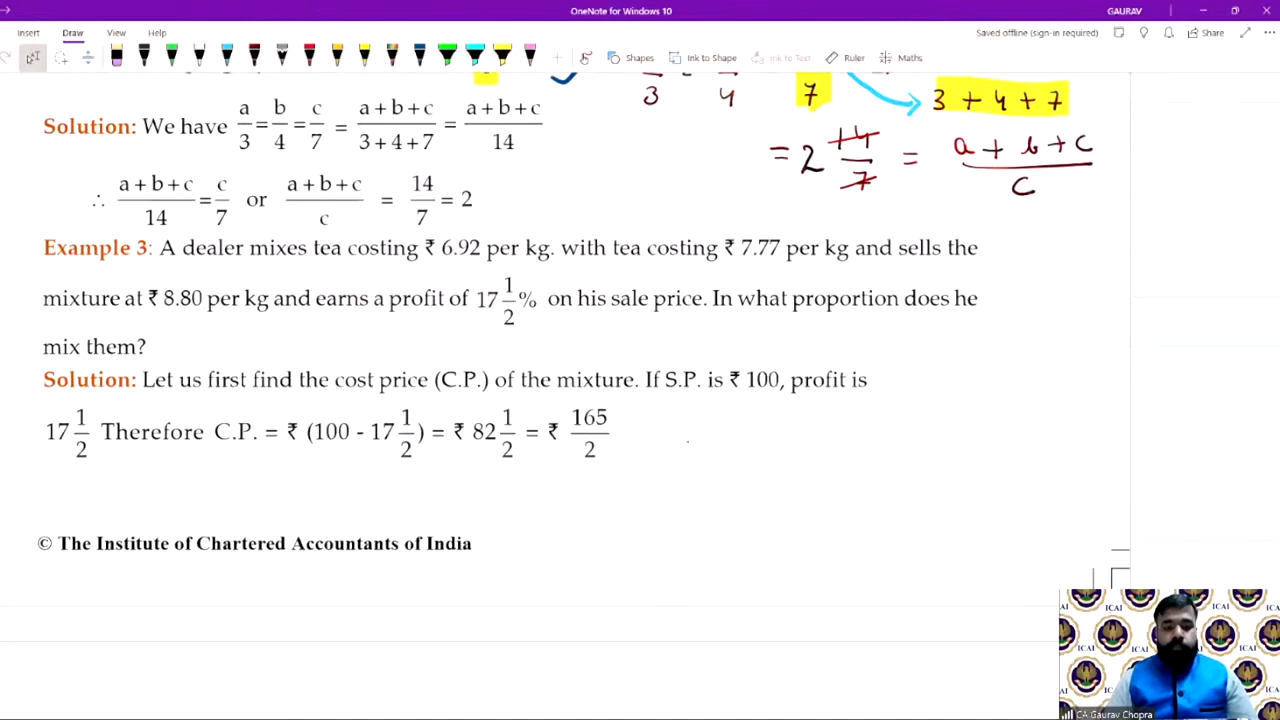 OneNote for Windows 10
GAURAV
Insert Draw View Help
Saved offline (sign in required) Share
Shapes Ink to Shape Ink to Text Ruler Maths
3 4 7 3 + 4 + 7
Solution: We have a/3 = b/4 = c/7 = a+b+c/3+4+7 = a+b+c/14
= 2 14/7 = a + b + c/c
∴ a+b+c/14 = c/7 or a+b+c/c = 14/7 = 2
Example 3: A dealer mixes tea costing ₹ 6.92 per kg. with tea costing ₹ 7.77 per kg and sells the
mixture at ₹ 8.80 per kg and earns a profit of 17 1/2 % on his sale price. In what proportion does he
mix them?
Solution: Let us first find the cost price (C.P.) of the mixture. If S.P. is ₹ 100, profit is
17 1/2 Therefore C.P. = ₹ (100 - 17 1/2) = ₹ 82 1/2 = ₹ 165/2
© The Institute of Chartered Accountants of India
ICAI
ICAI
ICAI
CA Gaurav Chopra